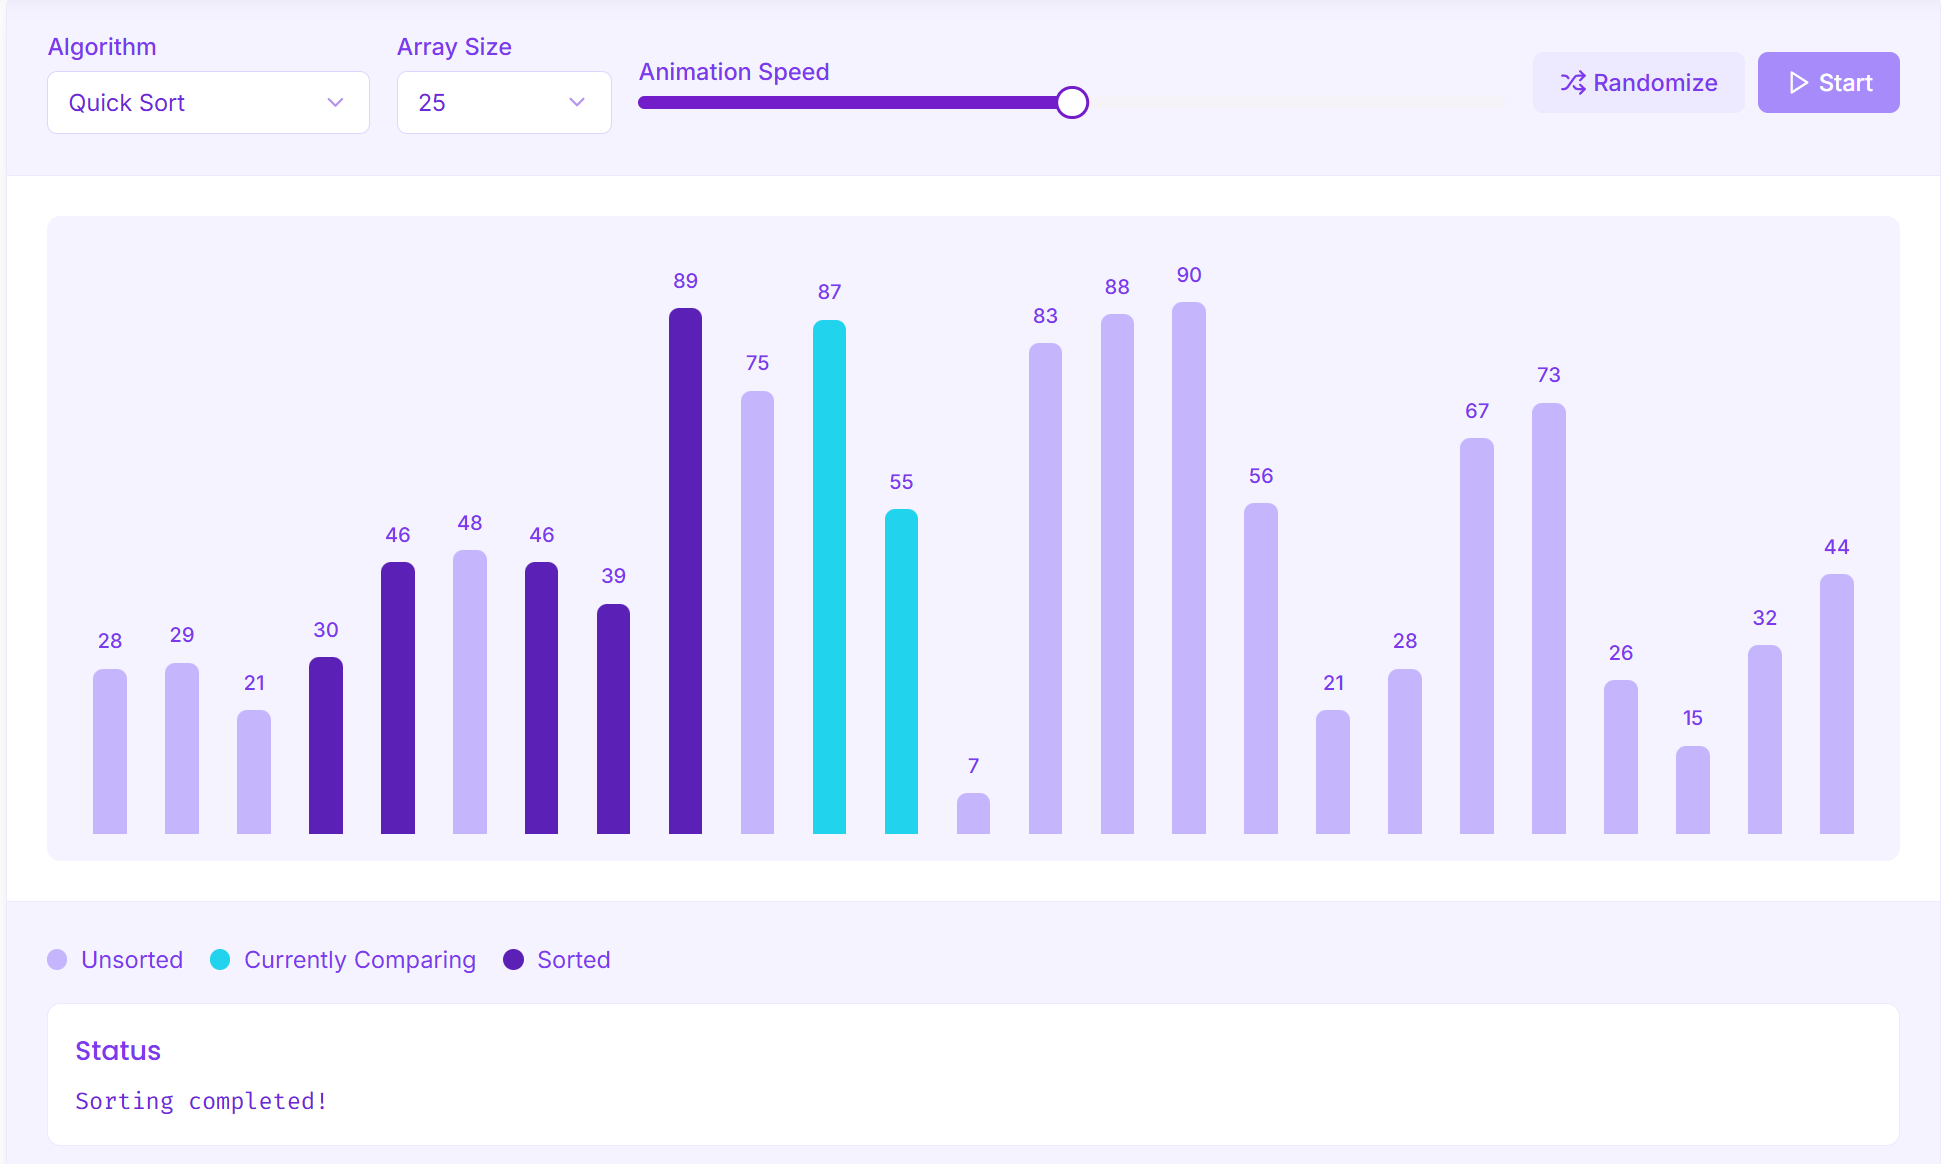 Algorithm
Array Size
Animation Speed
Quick Sort
25
Randomize
Start
28
29
21
30
46
48
46
39
89
75
87
55
7
83
88
90
56
21
28
67
73
26
15
32
44
Unsorted
Currently Comparing
Sorted
Status
Sorting completed!